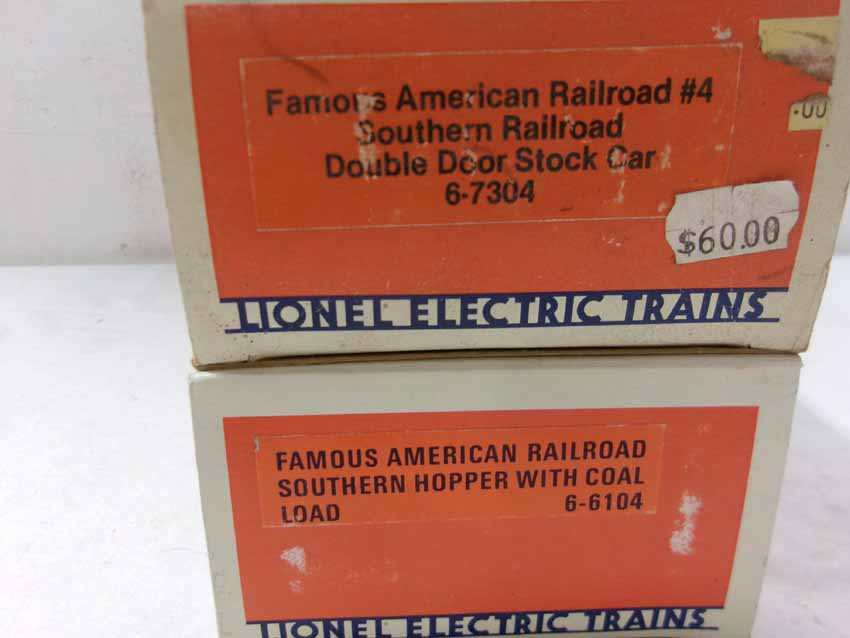 Famous American Railroad #4
Southern Railroad
Double Door Stock Car
6-7304
.00
$60.00
LIONEL ELECTRIC TRAINS
FAMOUS AMERICAN RAILROAD
SOUTHERN HOPPER WITH COAL
LOAD 6-6104
LIONEL ELECTRIC TRAINS